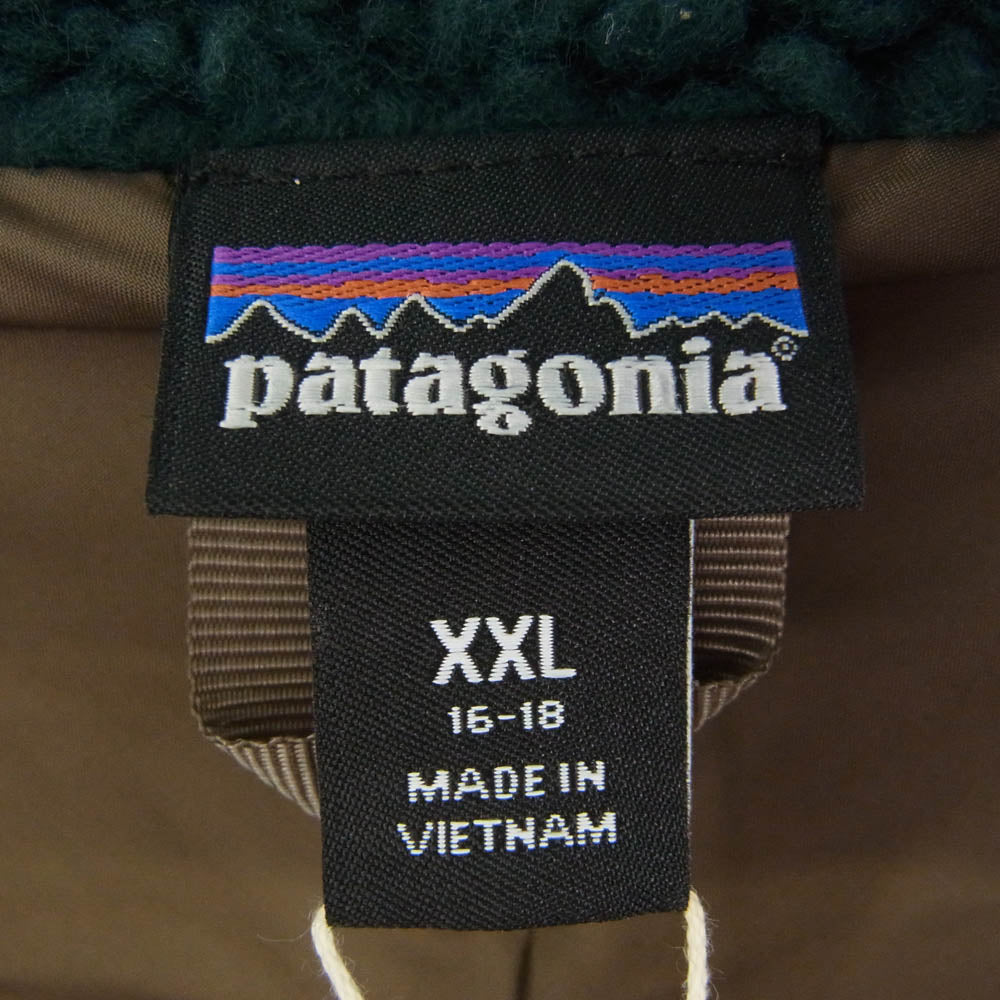 patagonia®
XXL
16-18
MADE IN
VIETNAM